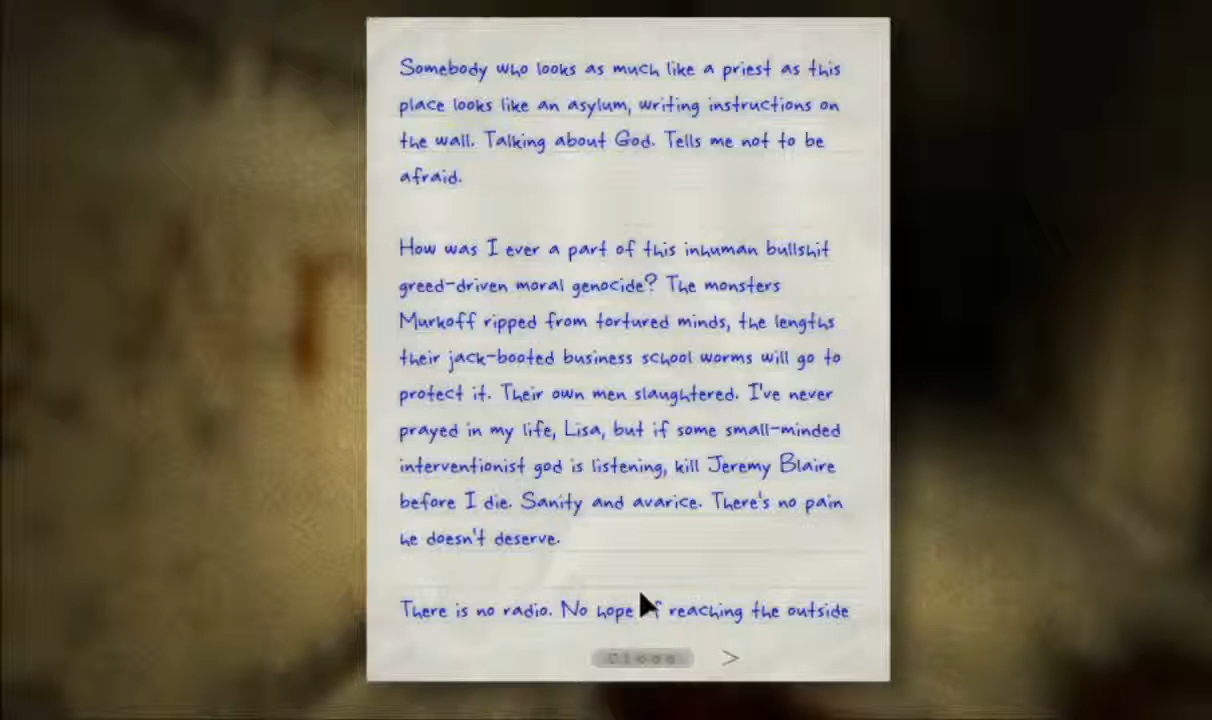 Somebody who looks as much like a priest as this
place looks like an asylum, writing instructions on
the wall. Talking about God. Tells me not to be
afraid.
How was I ever a part of this inhuman bullshit
greed-driven moral genocide? The monsters
Murkoff ripped from tortured minds, the lengths
their jack-booted business school worms will go to
protect it. Their own men slaughtered. I've never
prayed in my life, Lisa, but if some small-minded
interventionist god is listening, kill Jeremy Blaire
before I die. Sanity and avarice. There's no pain
he doesn't deserve.
There is no radio. No hope of reaching the outside
Close >